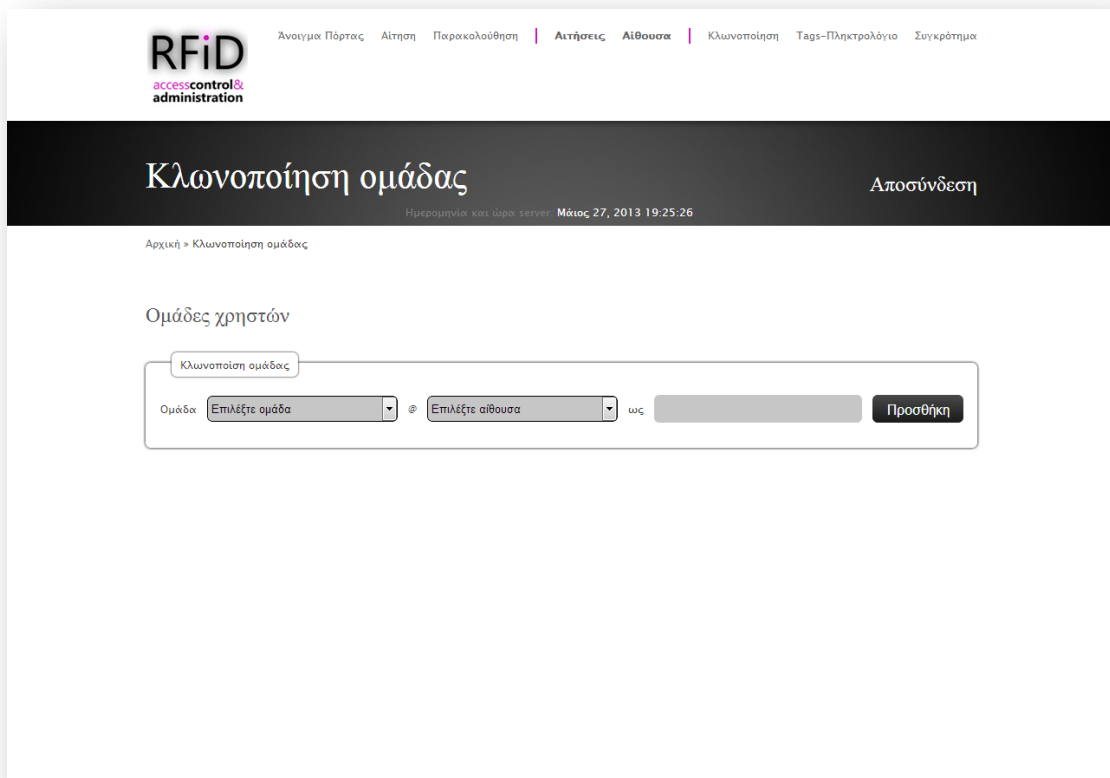 RFiD
accesscontrol&
administration
Άνοιγμα Πόρτας Αίτηση Παρακολούθηση Αιτήσεις Αίθουσα Κλωνοποίηση Tags-Πληκτρολόγιο Συγκρότημα
Κλωνοποίηση ομάδας
Αποσύνδεση
Ημερομηνία και ώρα server: Μάιος 27, 2013 19:25:26
Αρχική » Κλωνοποίηση ομάδας
Ομάδες χρηστών
Κλωνοποίση ομάδας
Ομάδα Επιλέξτε ομάδα @ Επιλέξτε αίθουσα ως Προσθήκη